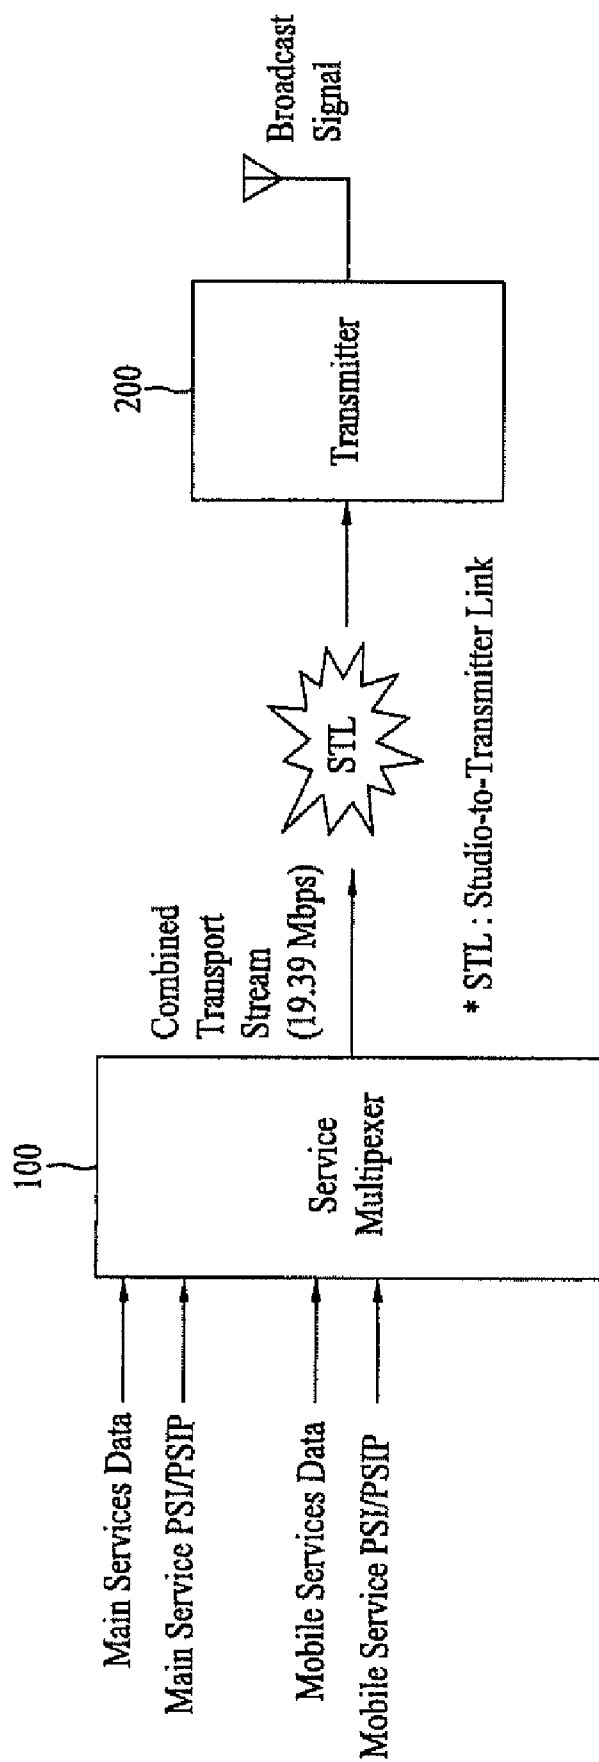 Main Services Data
Main Service PSI/PSIP
Mobile Services Data
Mobile Service PSI/PSIP
100
Service
Multipexer
Combined
Transport
Stream
(19.39 Mbps)
STL
* STL : Studio-to-Transmitter Link
200
Transmitter
Broadcast
Signal